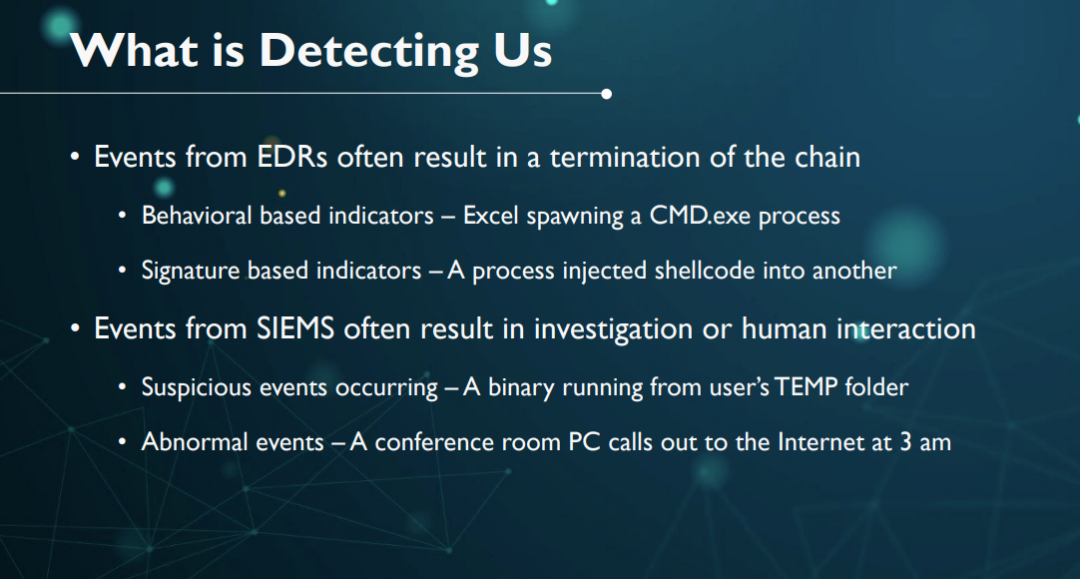 What is Detecting Us
• Events from EDRs often result in a termination of the chain
• Behavioral based indicators – Excel spawning a CMD.exe process
• Signature based indicators – A process injected shellcode into another
• Events from SIEMS often result in investigation or human interaction
• Suspicious events occurring – A binary running from user's TEMP folder
• Abnormal events – A conference room PC calls out to the Internet at 3 am